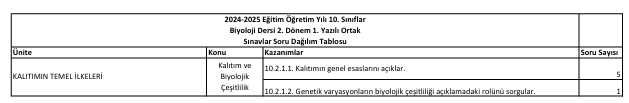 2024-2025 Eğitim Öğretim Yılı 10. Sınıflar
Biyoloji Dersi 2. Dönem 1. Yazılı Ortak
Sınavlar Soru Dağılım Tablosu
Ünite Konu Kazanımlar Soru Sayısı
KALITIMIN TEMEL İLKELERİ
Kalıtım ve
Biyolojik
Çeşitlilik
10.2.1.1. Kalıtımın genel esaslarını açıklar.
5
10.2.1.2. Genetik varyasyonların biyolojik çeşitliliği açıklamadaki rolünü sorgular.
1